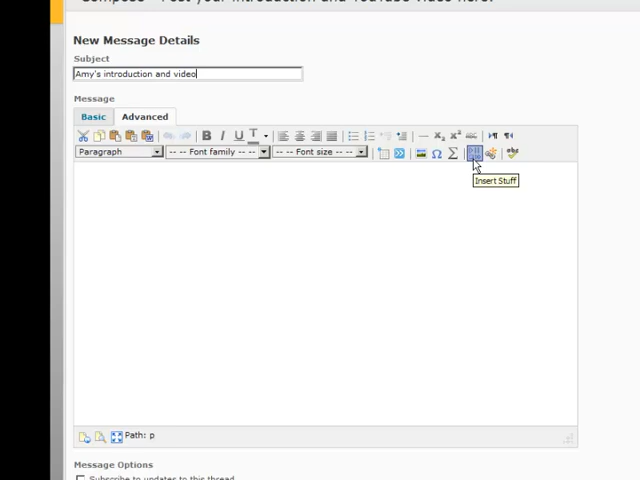 Compose - Post your introduction and YouTube video here!
New Message Details
Subject
Amy's introduction and video
Message
Basic
Advanced
B I U T
Paragraph
-- -- Font family -- --
-- -- Font size -- --
Insert Stuff
Path: p
Message Options
Subscribe to updates to this thread